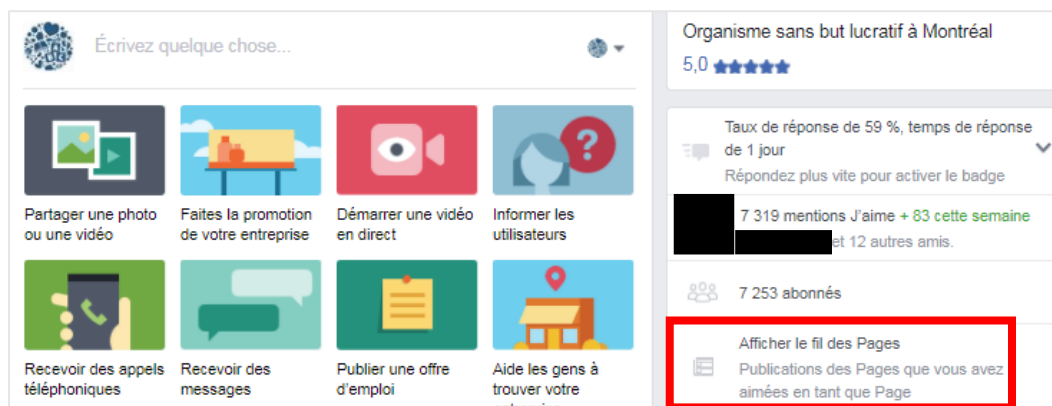 Écrivez quelque chose...
Partager une photo
ou une vidéo
Faites la promotion
de votre entreprise
Démarrer une vidéo
en direct
Informer les
utilisateurs
Recevoir des appels
téléphoniques
Recevoir des
messages
Publier une offre
d'emploi
Aide les gens à
trouver votre
Organisme sans but lucratif à Montréal
5,0
Taux de réponse de 59 %, temps de réponse
de 1 jour
Répondez plus vite pour activer le badge
7 319 mentions J'aime + 83 cette semaine
et 12 autres amis.
7 253 abonnés
Afficher le fil des Pages
Publications des Pages que vous avez
aimées en tant que Page